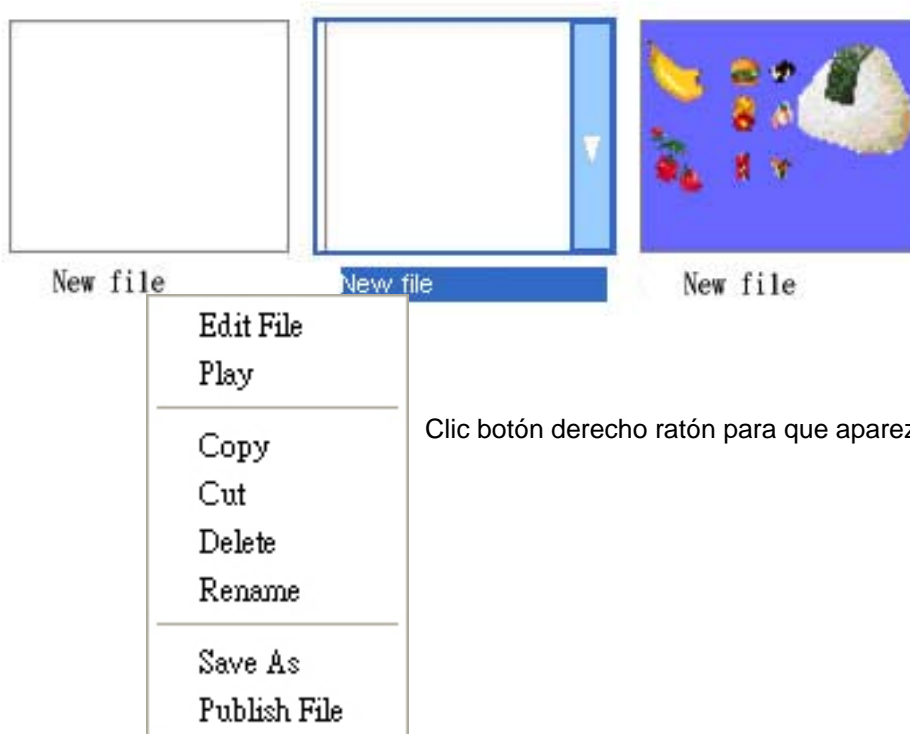 New file
New file
New file
Edit File
Play
Clic botón derecho ratón para que
Copy
Cut
Delete
Rename
Save As
Publish File